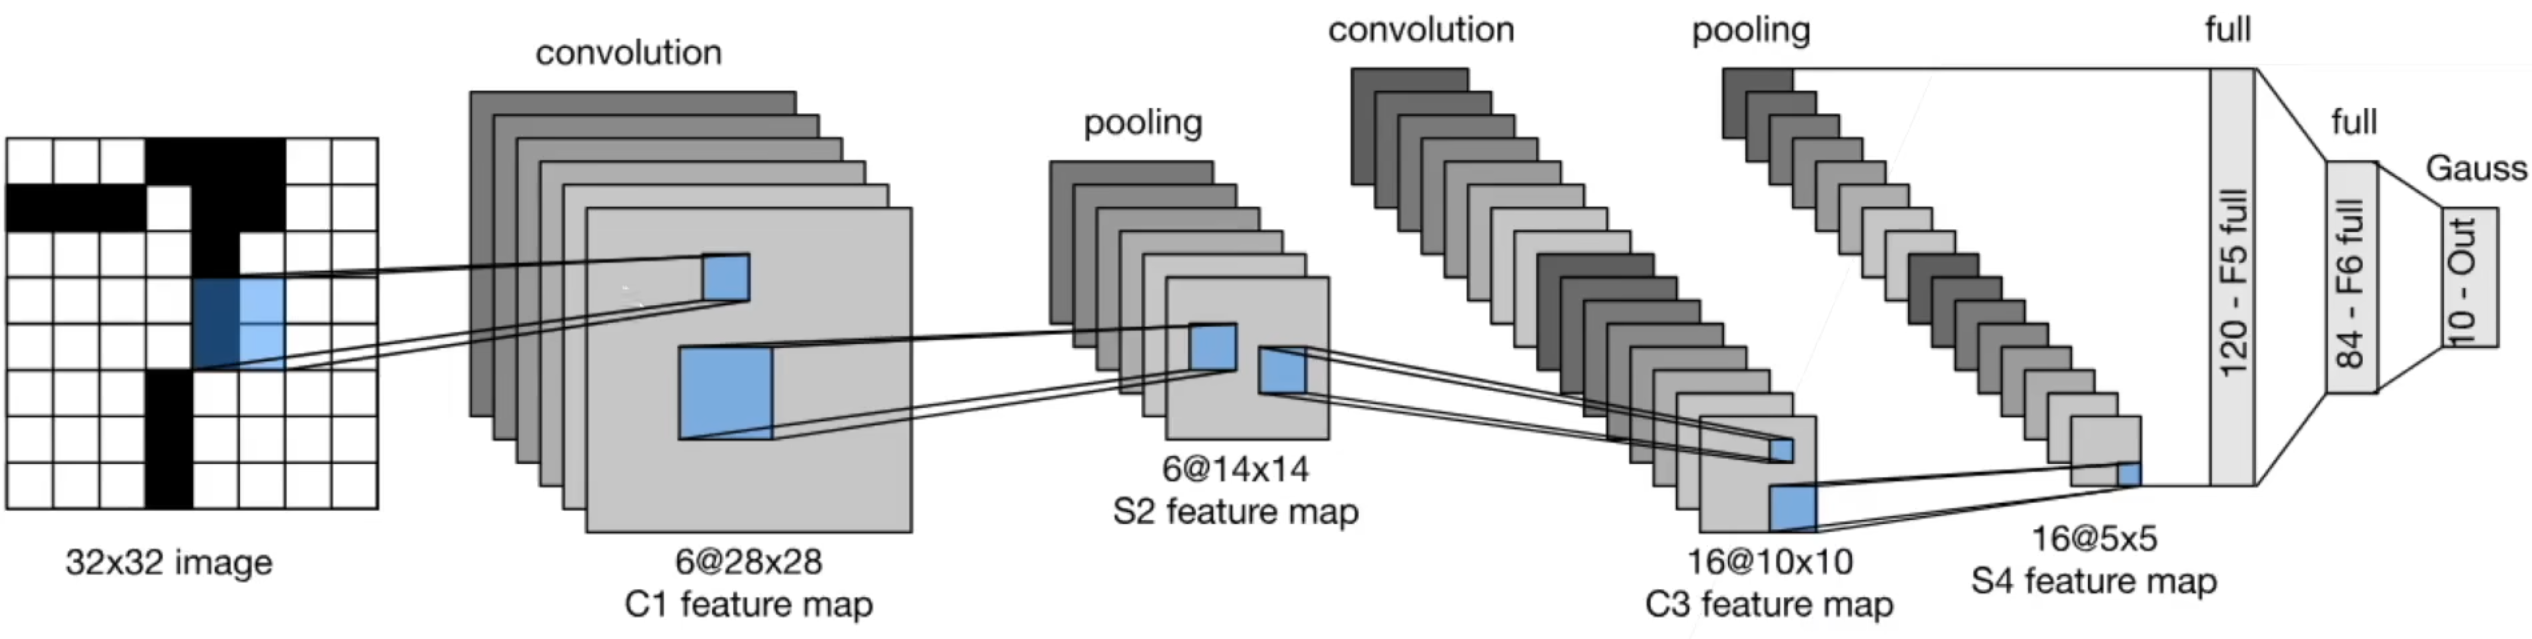 convolution
pooling
convolution
pooling
full
full
Gauss
32x32 image
6@28x28
C1 feature map
6@14x14
S2 feature map
16@10x10
C3 feature map
16@5x5
S4 feature map
120 - F5 full
84 - F6 full
10 - Out